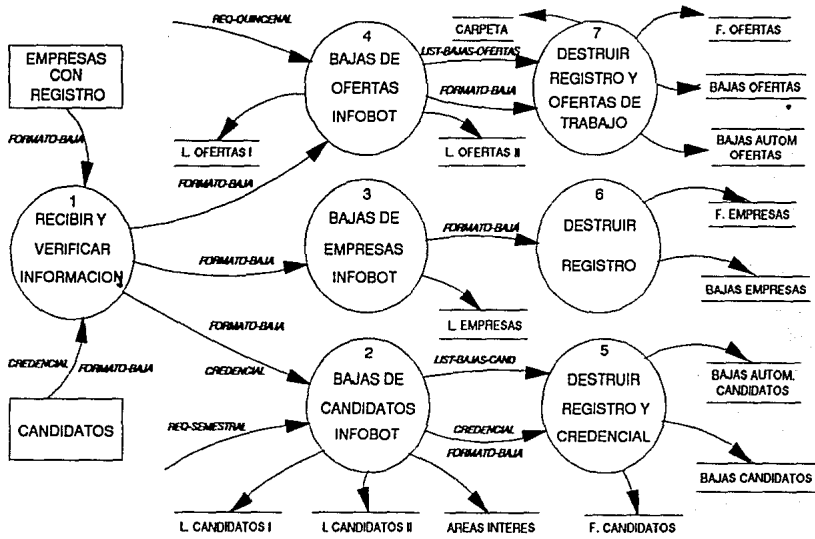 REQ-QUINCENAL
EMPRESAS
CON
REGISTRO
FORMATO-BAJA
1
RECIBIR Y
VERIFICAR
INFORMACION
CREDENCIAL
FORMATO-BAJA
CANDIDATOS
4
BAJAS DE
OFERTAS
INFOBOT
L. OFERTAS I
L. OFERTAS II
FORMATO-BAJA
LIST-BAJAS-OFERTAS
FORMATO-BAJA
CARPETA
7
DESTRUIR
REGISTRO Y
OFERTAS DE
TRABAJO
F. OFERTAS
BAJAS OFERTAS
BAJAS AUTOM
OFERTAS
FORMATO-BAJA
3
BAJAS DE
EMPRESAS
INFOBOT
L. EMPRESAS
FORMATO-BAJA
6
DESTRUIR
REGISTRO
F. EMPRESAS
BAJAS EMPRESAS
FORMATO-BAJA
CREDENCIAL
REQ-SEMESTRAL
2
BAJAS DE
CANDIDATOS
INFOBOT
LIST-BAJAS-CAND
CREDENCIAL
FORMATO-BAJA
5
DESTRUIR
REGISTRO Y
CREDENCIAL
BAJAS AUTOM.
CANDIDATOS
BAJAS CANDIDATOS
L. CANDIDATOS I
L CANDIDATOS II
AREAS INTERES
F. CANDIDATOS